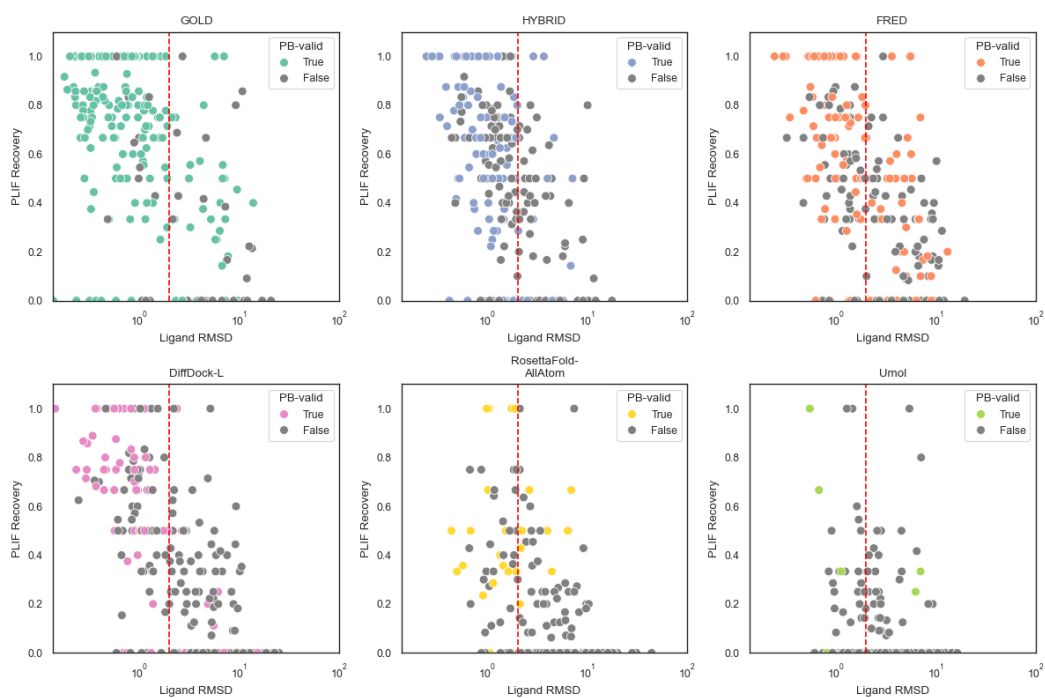 GOLD
PLIF Recovery
1.0
0.8
0.6
0.4
0.2
0.0
PB-valid
True
False
10^0
10^1
10^2
Ligand RMSD
HYBRID
PLIF Recovery
1.0
0.8
0.6
0.4
0.2
0.0
PB-valid
True
False
10^0
10^1
10^2
Ligand RMSD
FRED
PLIF Recovery
1.0
0.8
0.6
0.4
0.2
0.0
PB-valid
True
False
10^0
10^1
10^2
Ligand RMSD
DiffDock-L
PLIF Recovery
1.0
0.8
0.6
0.4
0.2
0.0
PB-valid
True
False
10^0
10^1
10^2
Ligand RMSD
RosettaFold-
AllAtom
PLIF Recovery
1.0
0.8
0.6
0.4
0.2
0.0
PB-valid
True
False
10^0
10^1
10^2
Ligand RMSD
Umol
PLIF Recovery
1.0
0.8
0.6
0.4
0.2
0.0
PB-valid
True
False
10^0
10^1
10^2
Ligand RMSD